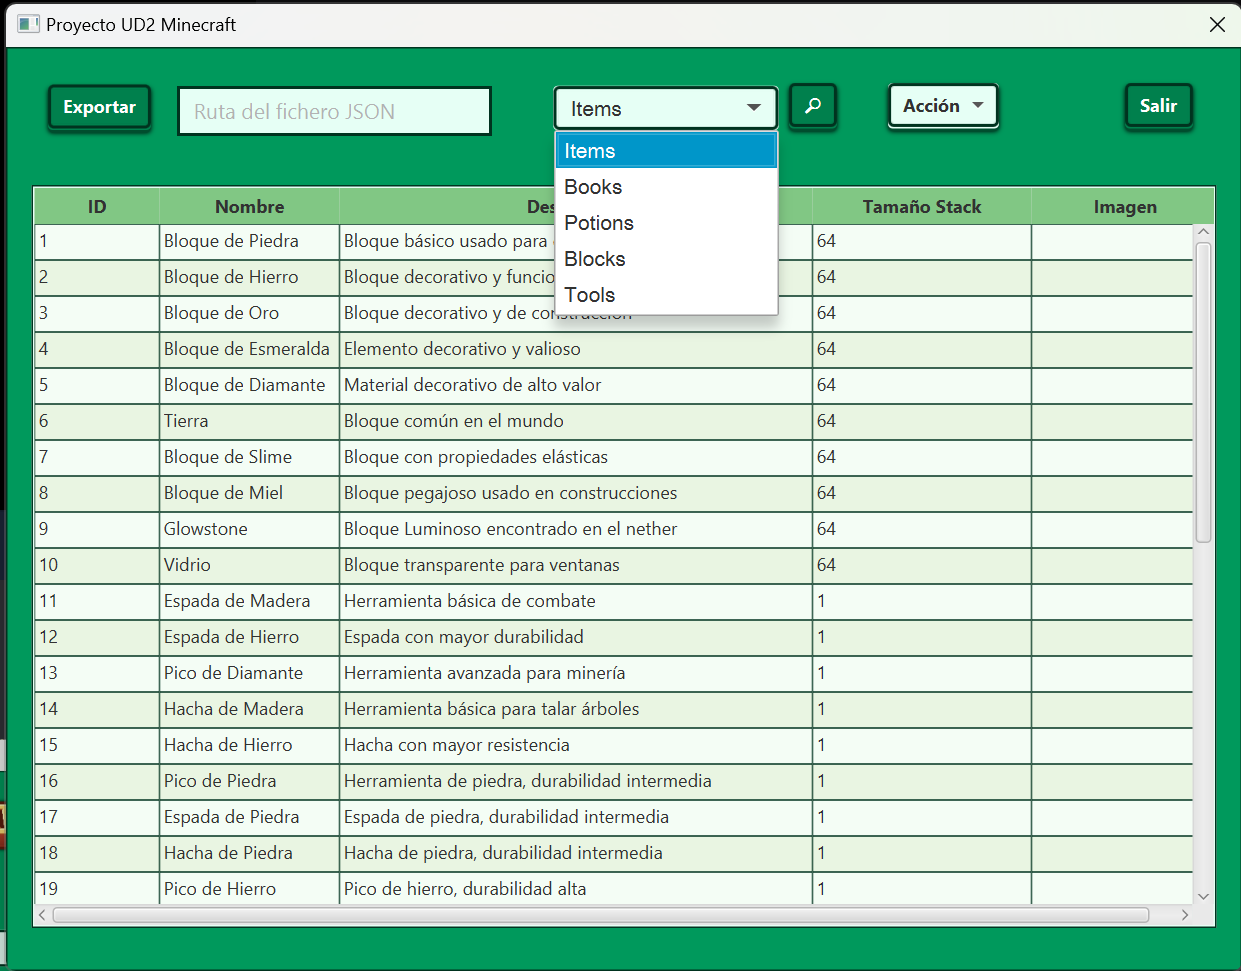 Proyecto UD2 Minecraft
Exportar Ruta del fichero JSON Items Acción Salir
Items
Books
Potions
Blocks
Tools
ID Nombre Des Tamaño Stack Imagen
1 Bloque de Piedra Bloque básico usado para 64
2 Bloque de Hierro Bloque decorativo y funcio 64
3 Bloque de Oro Bloque decorativo y de construcción 64
4 Bloque de Esmeralda Elemento decorativo y valioso 64
5 Bloque de Diamante Material decorativo de alto valor 64
6 Tierra Bloque común en el mundo 64
7 Bloque de Slime Bloque con propiedades elásticas 64
8 Bloque de Miel Bloque pegajoso usado en construcciones 64
9 Glowstone Bloque Luminoso encontrado en el nether 64
10 Vidrio Bloque transparente para ventanas 64
11 Espada de Madera Herramienta básica de combate 1
12 Espada de Hierro Espada con mayor durabilidad 1
13 Pico de Diamante Herramienta avanzada para minería 1
14 Hacha de Madera Herramienta básica para talar árboles 1
15 Hacha de Hierro Hacha con mayor resistencia 1
16 Pico de Piedra Herramienta de piedra, durabilidad intermedia 1
17 Espada de Piedra Espada de piedra, durabilidad intermedia 1
18 Hacha de Piedra Hacha de piedra, durabilidad intermedia 1
19 Pico de Hierro Pico de hierro, durabilidad alta 1